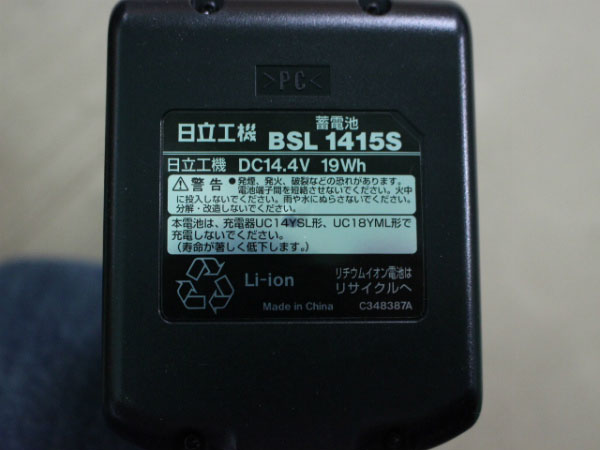 >PC<
蓄電池
日立工機 BSL 1415S
日立工機 DC14.4V 19Wh
⚠警告 ●発煙、発火、破裂などの恐れがあります。
電池端子間を短絡させないでください。火中
に投入しないでください。雨や水にぬらさないでください。
分解・改造しないでください。
本電池は、充電器UC14YSL形、UC18YML形で
充電しないでください。
(寿命が著しく低下します。)
Li-ion
リチウムイオン電池は
リサイクルへ
Made in China
C348387A